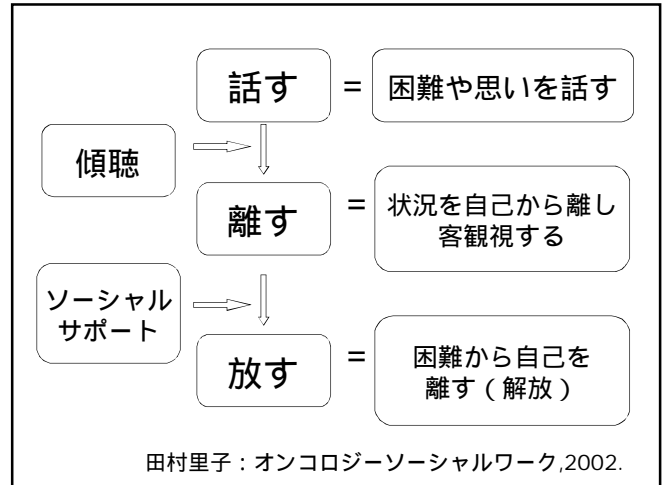 話す
=
困難や思いを話す
傾聴
離す
=
状況を自己から離し
客観視する
ソーシャル
サポート
放す
=
困難から自己を
離す（解放）
田村里子：オンコロジーソーシャルワーク,2002.